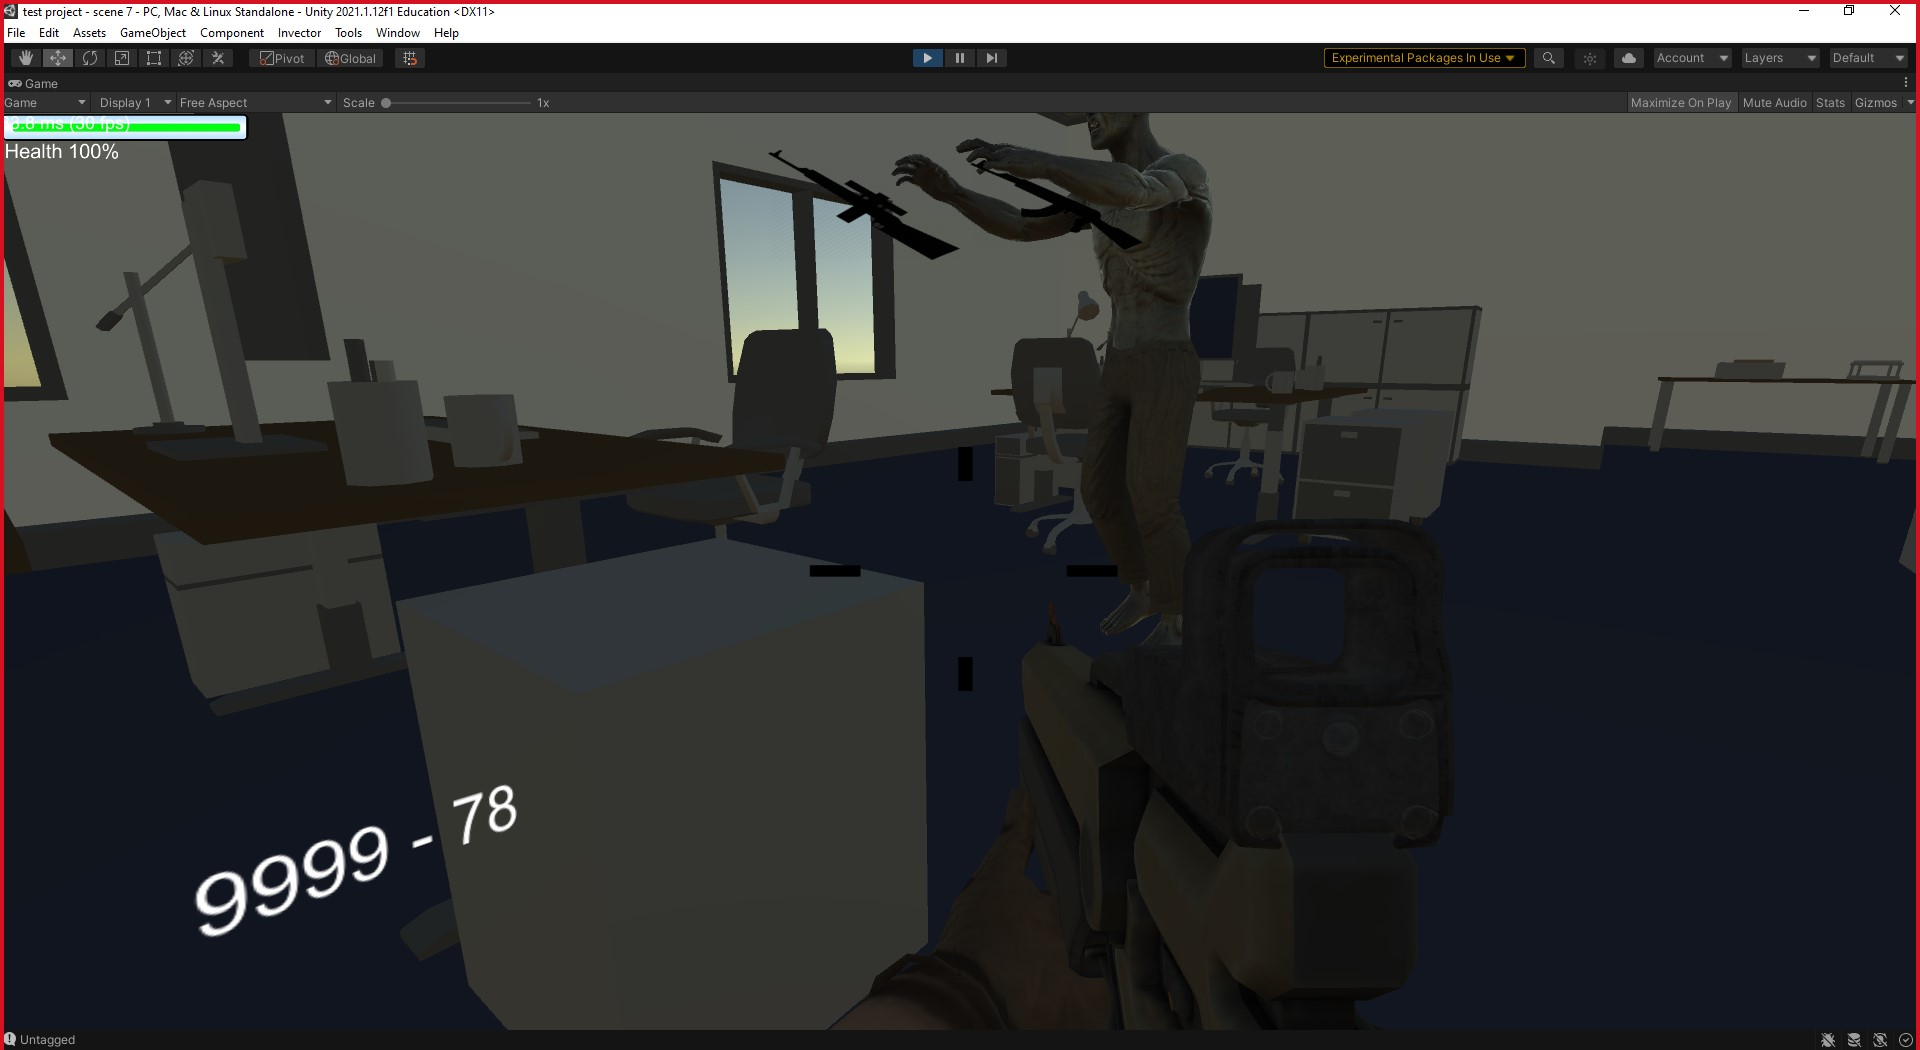 test project - scene 7 - PC, Mac & Linux Standalone - Unity 2021.1.12f1 Education <DX11>
File Edit Assets GameObject Component Invector Tools Window Help
Pivot Global Experimental Packages In Use Account Layers Default
Game
Game Display 1 Free Aspect Scale 1x Maximize On Play Mute Audio Stats Gizmos
3.8 ms (30 fps)
Health 100%
9999 - 78
Untagged